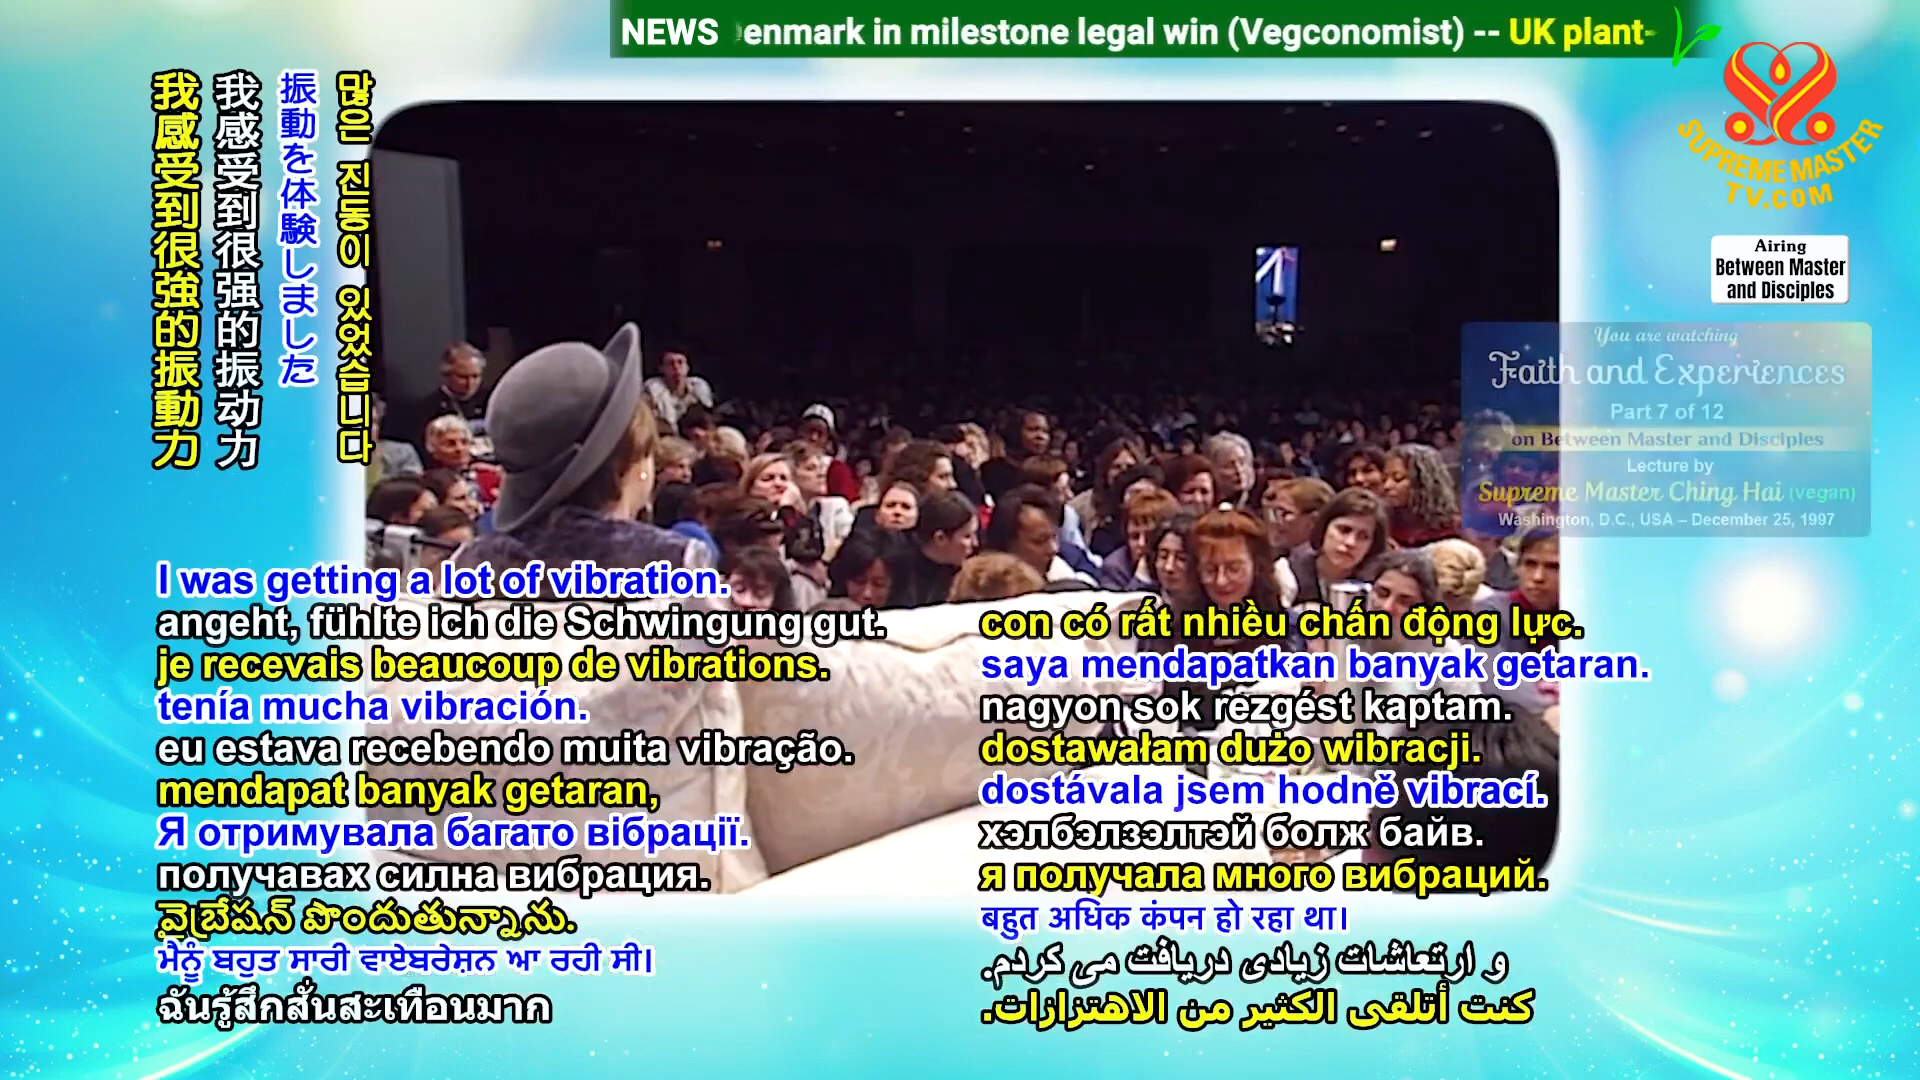 NEWS enmark in milestone legal win (Vegconomist) -- UK plant-
SUPREME MASTER
TV.COM
Airing
Between Master
and Disciples
You are watching
Faith and Experiences
Part 7 of 12
on Between Master and Disciples
Lecture by
Supreme Master Ching Hai (vegan)
Washington, D.C., USA – December 25, 1997
많은 진동이 있었습니다
振動を体験しました
我感受到很强的振动力
我感受到很強的振動力
I was getting a lot of vibration.
angeht, fühlte ich die Schwingung gut.
je recevais beaucoup de vibrations.
tenía mucha vibración.
eu estava recebendo muita vibração.
mendapat banyak getaran,
Я отримувала багато вібрації.
получавах силна вибрация.
వైబ్రేషన్ పొందుతున్నాను.
ਮੈਨੂੰ ਬਹੁਤ ਸਾਰੀ ਵਾਏਬਰੇਸ਼ਨ ਆ ਰਹੀ ਸੀ।
ฉันรู้สึกสั่นสะเทือนมาก
con có rất nhiều chấn động lực.
saya mendapatkan banyak getaran.
nagyon sok rezgést kaptam.
dostawałam dużo wibracji.
dostávala jsem hodně vibrací.
хэлбэлзэлтэй болж байв.
я получала много вибраций.
बहुत अधिक कंपन हो रहा था।
و ارتعاشات زیادی دریافت می کردم.
كنت أتلقى الكثير من الاهتزازات.